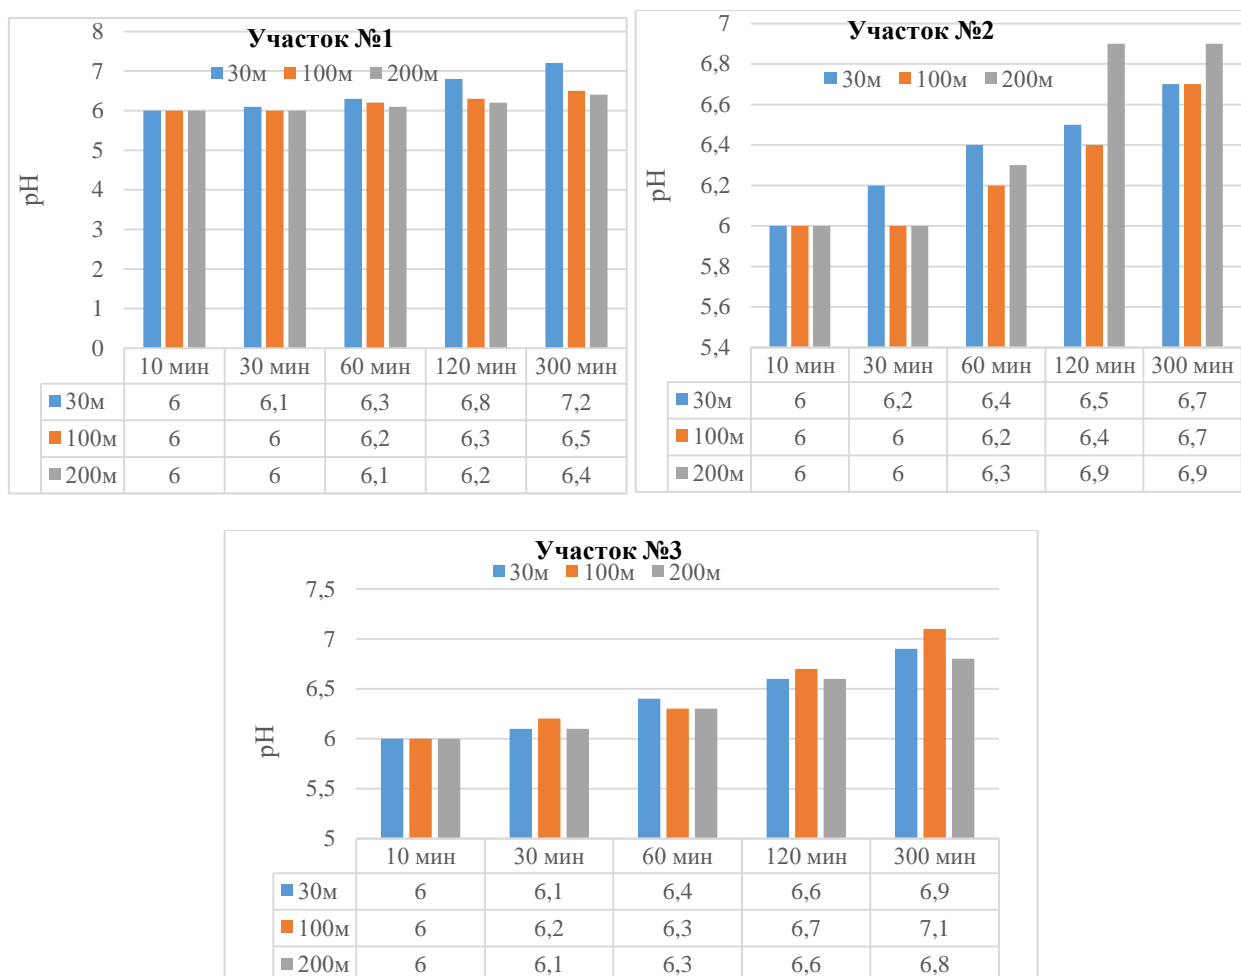 Участок №1
30м 100м 200м
8
7
6
5
4
3
2
1
0
pH
10 мин 30 мин 60 мин 120 мин 300 мин
30м 6 6,1 6,3 6,8 7,2
100м 6 6 6,2 6,3 6,5
200м 6 6 6,1 6,2 6,4
Участок №2
30м 100м 200м
7
6,8
6,6
6,4
6,2
6
5,8
5,6
5,4
pH
10 мин 30 мин 60 мин 120 мин 300 мин
30м 6 6,2 6,4 6,5 6,7
100м 6 6 6,2 6,4 6,7
200м 6 6 6,3 6,9 6,9
Участок №3
30м 100м 200м
7,5
7
6,5
6
5,5
5
pH
10 мин 30 мин 60 мин 120 мин 300 мин
30м 6 6,1 6,4 6,6 6,9
100м 6 6,2 6,3 6,7 7,1
200м 6 6,1 6,3 6,6 6,8